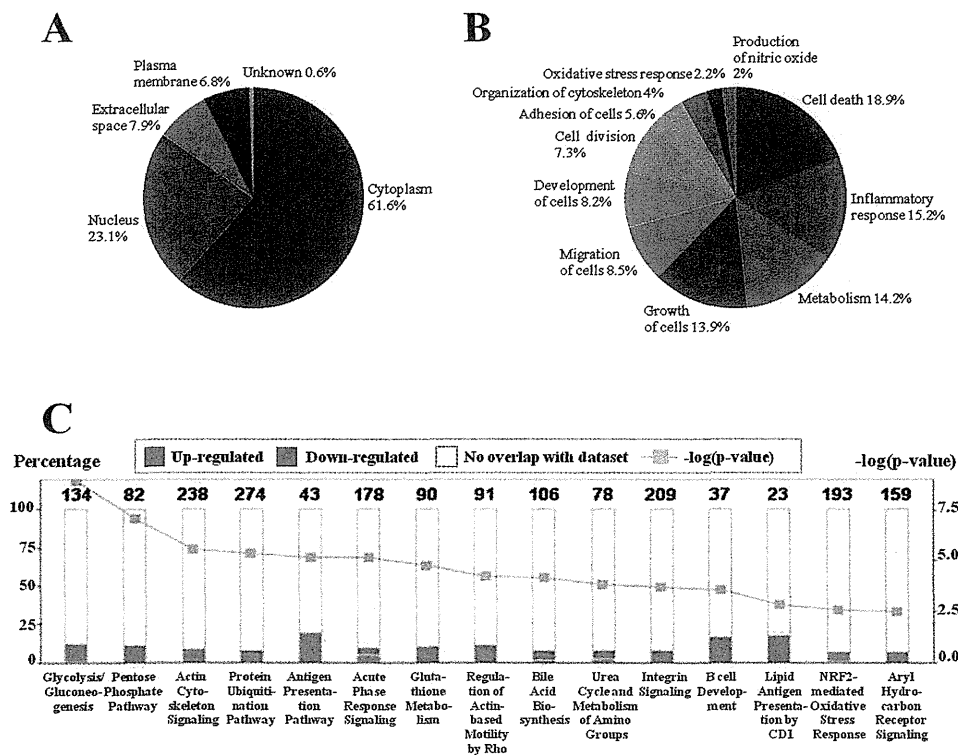 A
Plasma
membrane 6.8%
Unknown 0.6%
Extracellular
space 7.9%
Nucleus
23.1%
Cytoplasm
61.6%
B
Production
of nitric oxide
2%
Oxidative stress response 2.2%
Organization of cytoskeleton 4%
Adhesion of cells 5.6%
Cell division
7.3%
Development
of cells 8.2%
Migration
of cells 8.5%
Growth
of cells 13.9%
Cell death 18.9%
Inflammatory
response 15.2%
Metabolism 14.2%
C
Up-regulated Down-regulated No overlap with dataset -log(p-value)
Percentage -log(p-value)
134 82 238 274 43 178 90 91 106 78 209 37 23 193 159
100 7.5
75 5.0
50
25 2.5
0 0.0
Glycolysis/
Gluconeo-
genesis
Pentose
Phosphate
Pathway
Actin
Cyto-
skeleton
Signaling
Protein
Ubiquiti-
nation
Pathway
Antigen
Presenta-
tion
Pathway
Acute
Phase
Response
Signaling
Gluta-
thione
Metabo-
lism
Regula-
tion of
Actin-
based
Motility
by Rho
Bile
Acid
Bio-
synthesis
Urea
Cycle and
Metabolism
of Amino
Groups
Integrin
Signaling
B cell
Develop-
ment
Lipid
Antigen
Presenta-
tion by
CD1
NRF2-
mediated
Oxidative
Stress
Response
Aryl
Hydro-
carbon
Receptor
Signaling